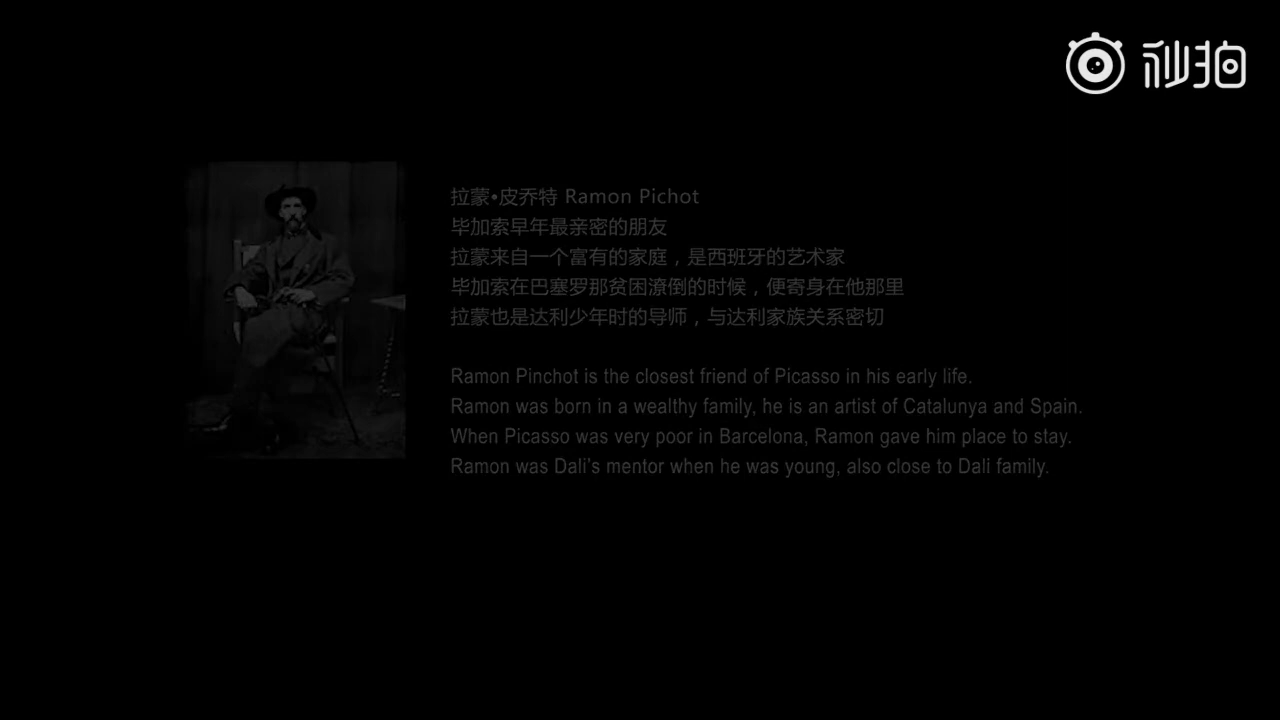 秒拍
拉蒙•皮乔特 Ramon Pichot
毕加索早年最亲密的朋友
拉蒙来自一个富有的家庭，是西班牙的艺术家
毕加索在巴塞罗那贫困潦倒的时候，便寄身在他那里
拉蒙也是达利少年时的导师，与达利家族关系密切
Ramon Pinchot is the closest friend of Picasso in his early life.
Ramon was born in a wealthy family, he is an artist of Catalunya and Spain.
When Picasso was very poor in Barcelona, Ramon gave him place to stay.
Ramon was Dali's mentor when he was young, also close to Dali family.